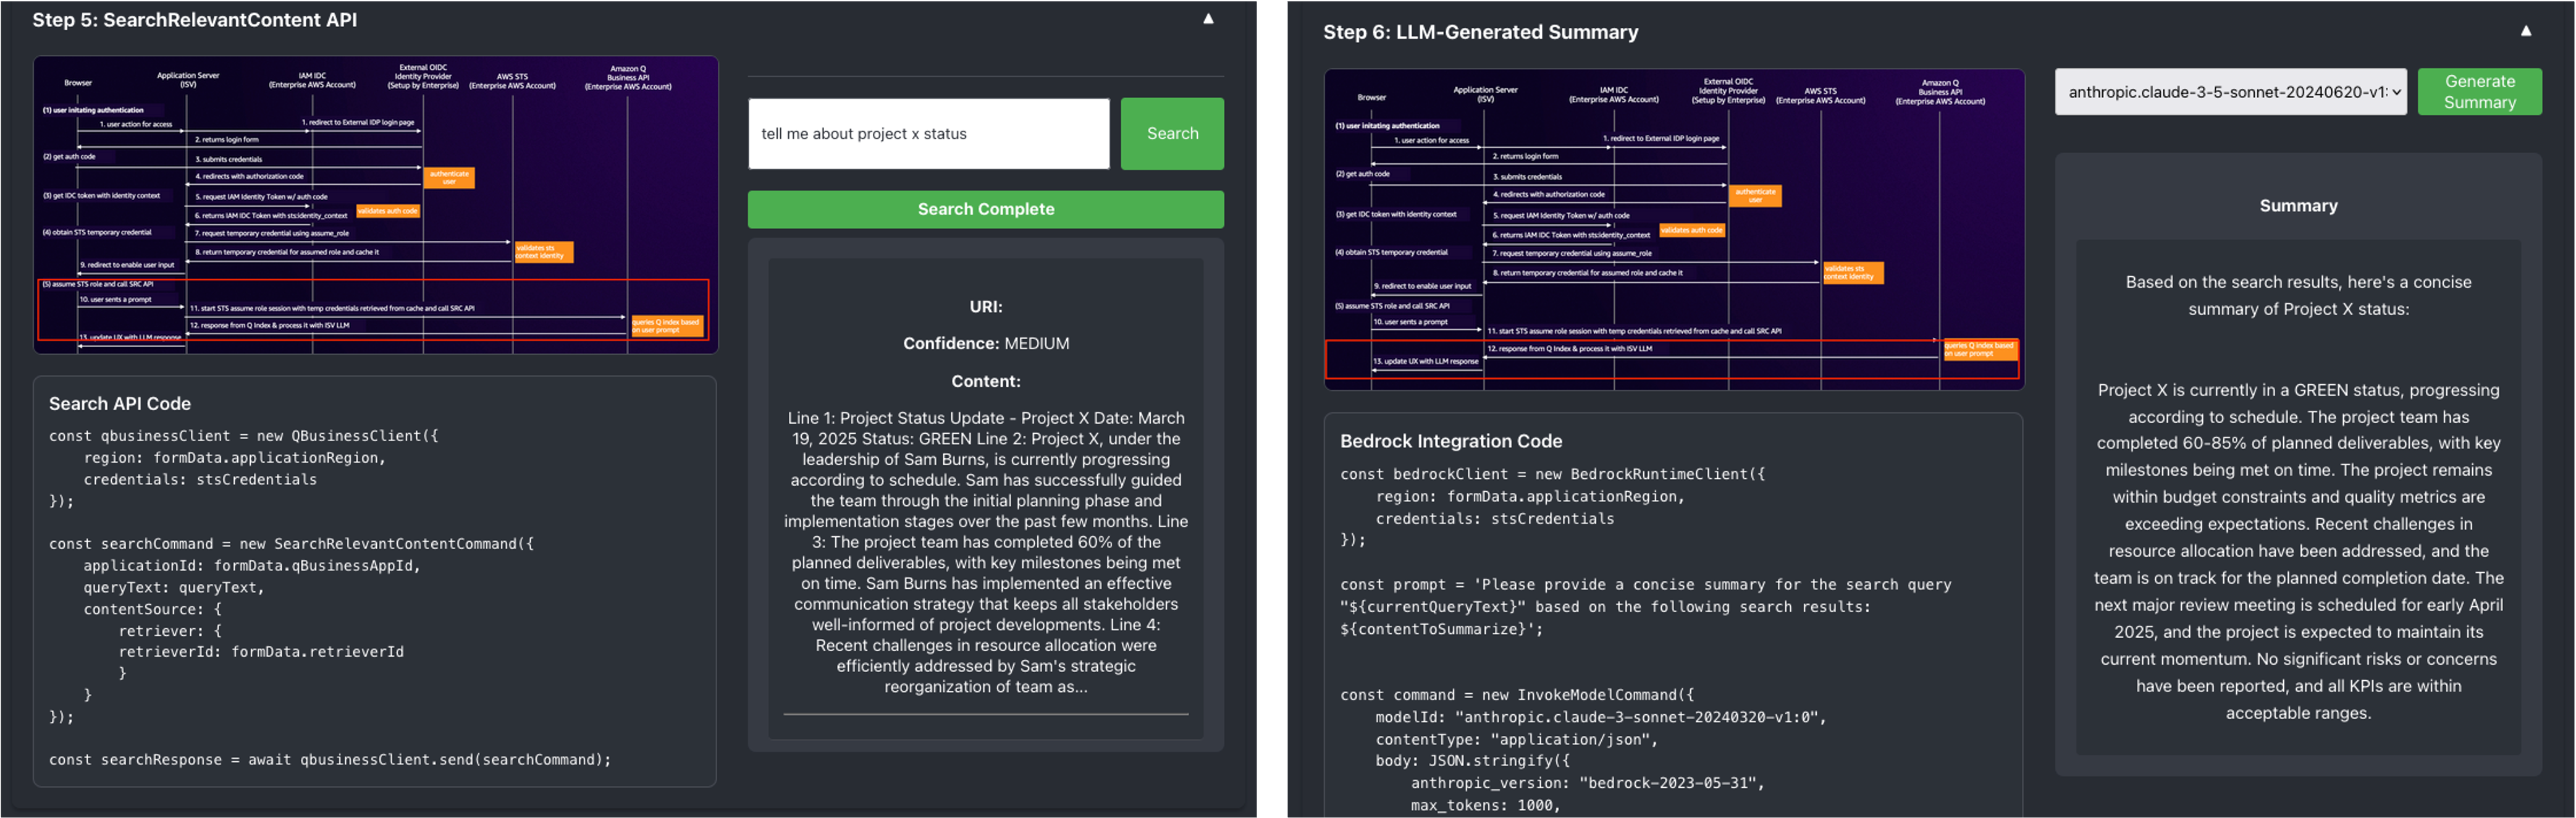 Step 5: SearchRelevantContent API
▲
Browser
Application Server
(ISV)
IAM IDC
(Enterprise AWS Account)
External OIDC
Identity Provider
(Setup by Enterprise)
AWS STS
(Enterprise AWS Account)
Amazon Q
Business API
(Enterprise AWS Account)
(1) user initating authentication
1. user action for access
1. redirect to External IDP login page
2. returns login form
(2) get auth code
3. submits credentials
4. redirects with authorization code
authenticate
user
(3) get IDC token with identity context
5. request IAM Identity Token w/ auth code
6. returns IAM IDC Token with sts:identity_context
validates auth code
(4) obtain STS temporary credential
7. request temporary credential using assume_role
8. return temporary credential for assumed role and cache it
validates sts
context identity
9. redirect to enable user input
(5) assume STS role and call SRC API
10. user sents a prompt
11. start STS assume role session with temp credentials retrieved from cache and call SRC API
12. response from Q Index & process it with ISV LLM
queries Q Index based
on user prompt
13. update UX with LLM response
Search API Code
const qbusinessClient = new QBusinessClient({
region: formData.applicationRegion,
credentials: stsCredentials
});
const searchCommand = new SearchRelevantContentCommand({
applicationId: formData.qBusinessAppId,
queryText: queryText,
contentSource: {
retriever: {
retrieverId: formData.retrieverId
}
}
});
const searchResponse = await qbusinessClient.send(searchCommand);
tell me about project x status
Search
Search Complete
URI:
Confidence: MEDIUM
Content:
Line 1: Project Status Update - Project X Date: March
19, 2025 Status: GREEN Line 2: Project X, under the
leadership of Sam Burns, is currently progressing
according to schedule. Sam has successfully guided
the team through the initial planning phase and
implementation stages over the past few months. Line
3: The project team has completed 60% of the
planned deliverables, with key milestones being met
on time. Sam Burns has implemented an effective
communication strategy that keeps all stakeholders
well-informed of project developments. Line 4:
Recent challenges in resource allocation were
efficiently addressed by Sam's strategic
reorganization of team as...
Step 6: LLM-Generated Summary
▲
Browser
Application Server
(ISV)
IAM IDC
(Enterprise AWS Account)
External OIDC
Identity Provider
(Setup by Enterprise)
AWS STS
(Enterprise AWS Account)
Amazon Q
Business API
(Enterprise AWS Account)
(1) user initating authentication
1. user action for access
1. redirect to External IDP login page
2. returns login form
(2) get auth code
3. submits credentials
4. redirects with authorization code
authenticate
user
(3) get IDC token with identity context
5. request IAM Identity Token w/ auth code
6. returns IAM IDC Token with sts:identity_context
validates auth code
(4) obtain STS temporary credential
7. request temporary credential using assume_role
8. return temporary credential for assumed role and cache it
validates sts
context identity
9. redirect to enable user input
(5) assume STS role and call SRC API
10. user sents a prompt
11. start STS assume role session with temp credentials retrieved from cache and call SRC API
12. response from Q Index & process it with ISV LLM
queries Q Index based
on user prompt
13. update UX with LLM response
Bedrock Integration Code
const bedrockClient = new BedrockRuntimeClient({
region: formData.applicationRegion,
credentials: stsCredentials
});
const prompt = 'Please provide a concise summary for the search query
"${currentQueryText}" based on the following search results:
${contentToSummarize}';
const command = new InvokeModelCommand({
modelId: "anthropic.claude-3-sonnet-20240320-v1:0",
contentType: "application/json",
body: JSON.stringify({
anthropic_version: "bedrock-2023-05-31",
max_tokens: 1000,
anthropic.claude-3-5-sonnet-20240620-v1:
Generate
Summary
Summary
Based on the search results, here's a concise
summary of Project X status:
Project X is currently in a GREEN status, progressing
according to schedule. The project team has
completed 60-85% of planned deliverables, with key
milestones being met on time. The project remains
within budget constraints and quality metrics are
exceeding expectations. Recent challenges in
resource allocation have been addressed, and the
team is on track for the planned completion date. The
next major review meeting is scheduled for early April
2025, and the project is expected to maintain its
current momentum. No significant risks or concerns
have been reported, and all KPIs are within
acceptable ranges.